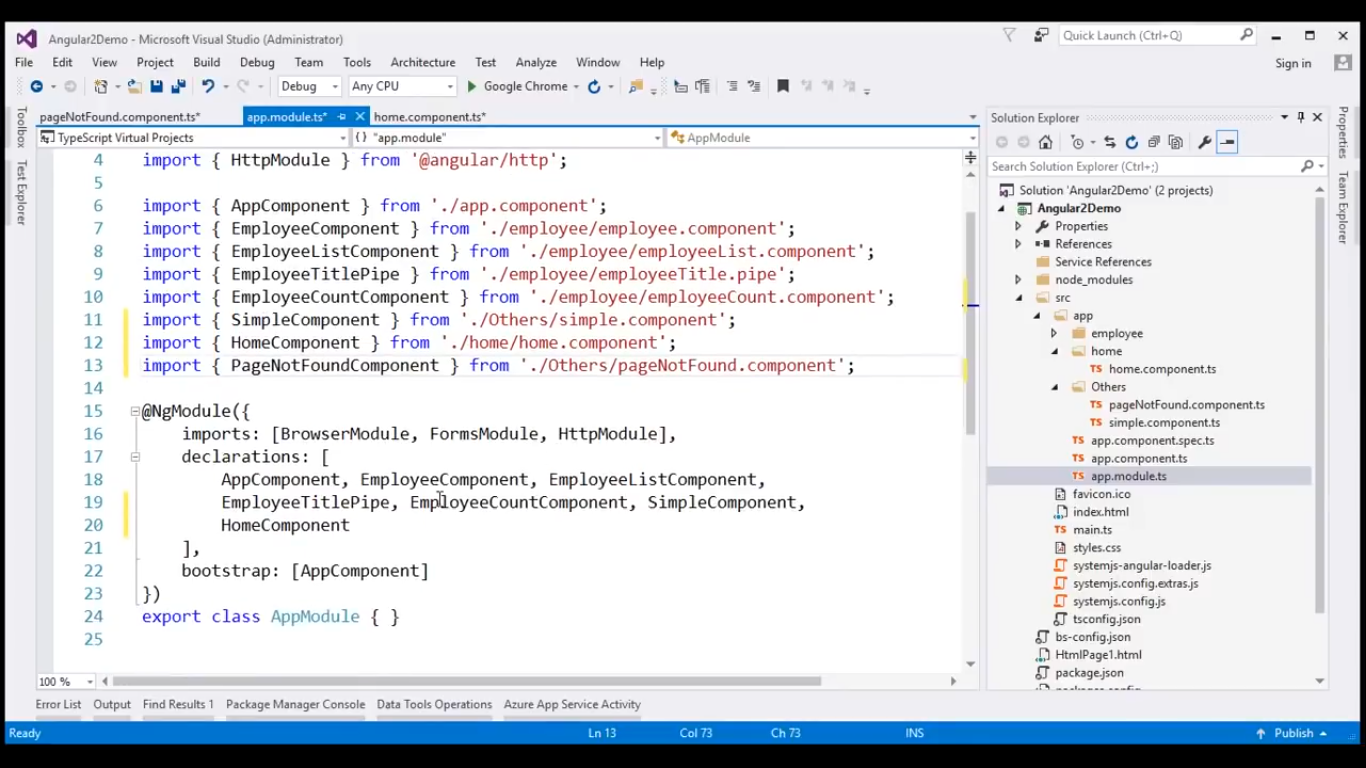 Angular2Demo - Microsoft Visual Studio (Administrator)
Quick Launch (Ctrl+Q)
File Edit View Project Build Debug Team Tools Architecture Test Analyze Window Help
Sign in
Debug Any CPU Google Chrome
Toolbox
Test Explorer
pageNotFound.component.ts* app.module.ts* home.component.ts*
TypeScript Virtual Projects {} "app.module" AppModule
4 import { HttpModule } from '@angular/http';
5
6 import { AppComponent } from './app.component';
7 import { EmployeeComponent } from './employee/employee.component';
8 import { EmployeeListComponent } from './employee/employeeList.component';
9 import { EmployeeTitlePipe } from './employee/employeeTitle.pipe';
10 import { EmployeeCountComponent } from './employee/employeeCount.component';
11 import { SimpleComponent } from './Others/simple.component';
12 import { HomeComponent } from './home/home.component';
13 import { PageNotFoundComponent } from './Others/pageNotFound.component';
14
15 @NgModule({
16 imports: [BrowserModule, FormsModule, HttpModule],
17 declarations: [
18 AppComponent, EmployeeComponent, EmployeeListComponent,
19 EmployeeTitlePipe, EmployeeCountComponent, SimpleComponent,
20 HomeComponent
21 ],
22 bootstrap: [AppComponent]
23 })
24 export class AppModule { }
25
100 %
Solution Explorer
Search Solution Explorer (Ctrl+;)
Solution 'Angular2Demo' (2 projects)
Angular2Demo
Properties
References
Service References
node_modules
src
app
employee
home
TS home.component.ts
Others
TS pageNotFound.component.ts
TS simple.component.ts
TS app.component.spec.ts
TS app.component.ts
TS app.module.ts
favicon.ico
index.html
TS main.ts
styles.css
systemjs-angular-loader.js
systemjs.config.extras.js
systemjs.config.js
tsconfig.json
bs-config.json
HtmlPage1.html
package.json
Properties
Team Explorer
Error List Output Find Results 1 Package Manager Console Data Tools Operations Azure App Service Activity
Ready Ln 13 Col 73 Ch 73 INS Publish